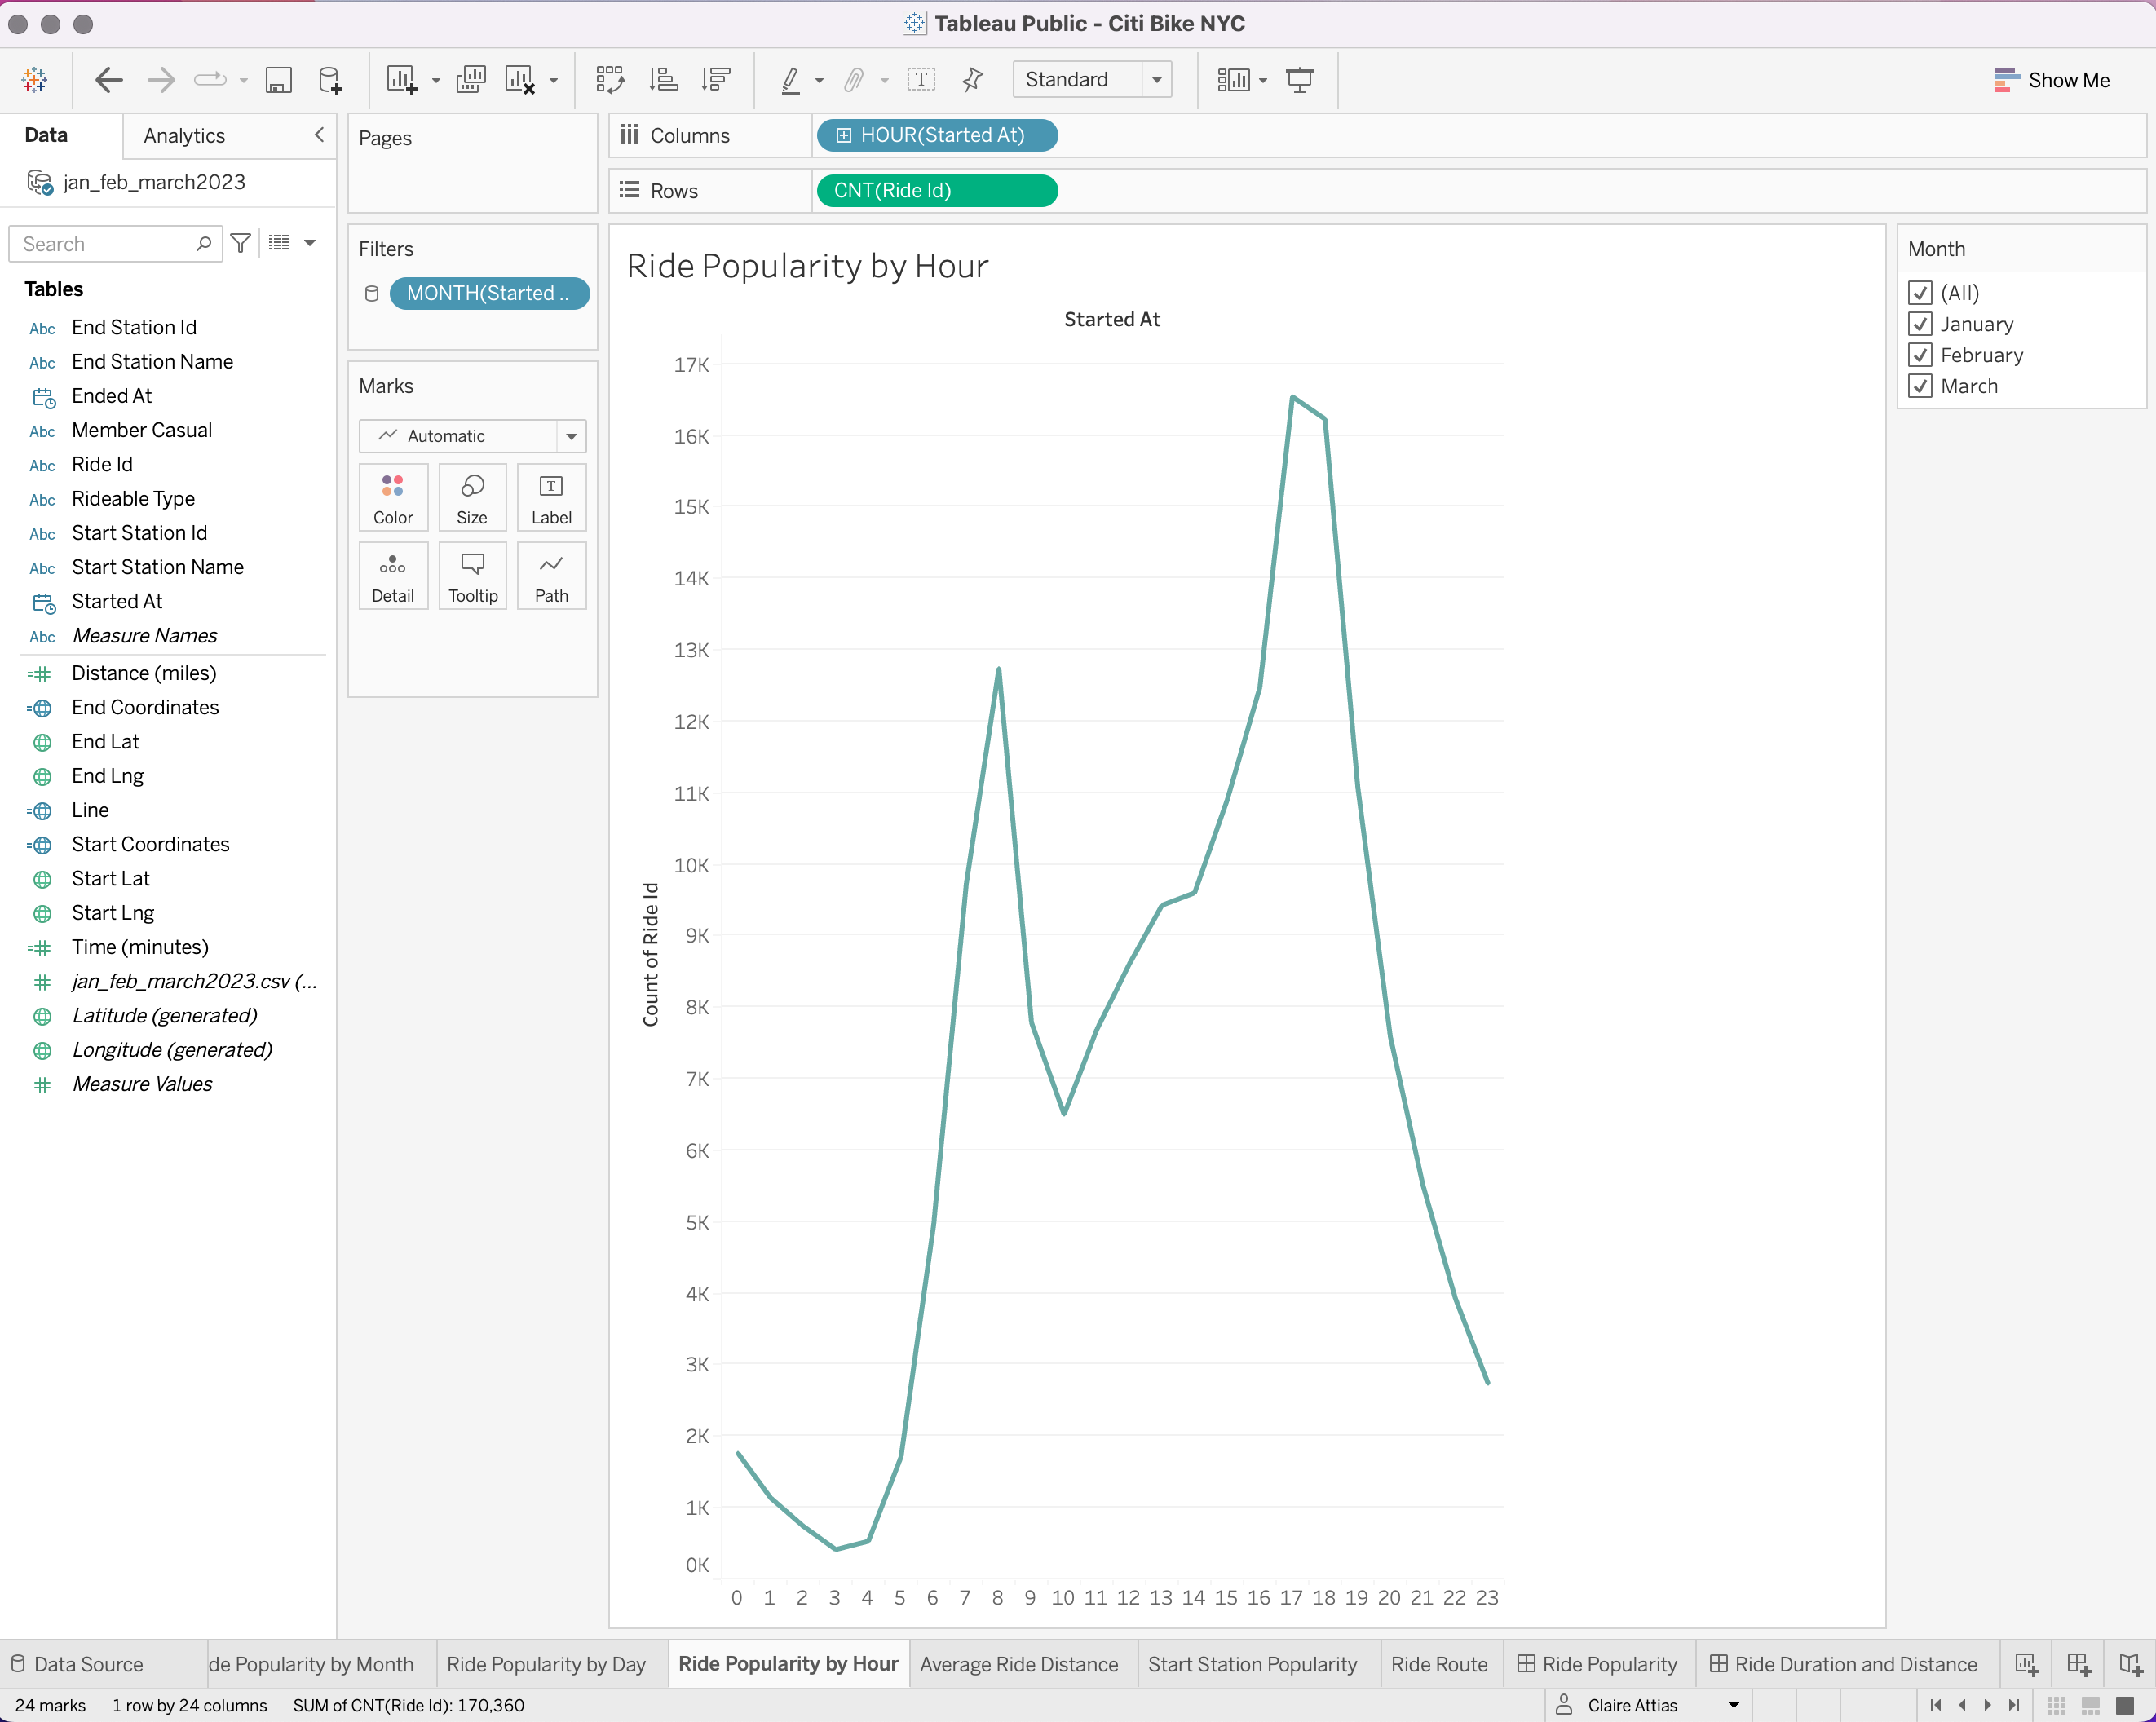 Tableau Public - Citi Bike NYC
Standard
Show Me
Data
Analytics
jan_feb_march2023
Search
Tables
Abc End Station Id
Abc End Station Name
Ended At
Abc Member Casual
Abc Ride Id
Abc Rideable Type
Abc Start Station Id
Abc Start Station Name
Started At
Abc Measure Names
Distance (miles)
End Coordinates
End Lat
End Lng
Line
Start Coordinates
Start Lat
Start Lng
Time (minutes)
jan_feb_march2023.csv (...
Latitude (generated)
Longitude (generated)
Measure Values
Pages
Filters
MONTH(Started ..
Marks
Automatic
Color
Size
Label
Detail
Tooltip
Path
Columns
HOUR(Started At)
Rows
CNT(Ride Id)
Ride Popularity by Hour
Started At
17K
16K
15K
14K
13K
12K
11K
10K
9K
8K
7K
6K
5K
4K
3K
2K
1K
0K
Count of Ride Id
0 1 2 3 4 5 6 7 8 9 10 11 12 13 14 15 16 17 18 19 20 21 22 23
Month
(All)
January
February
March
Data Source
de Popularity by Month
Ride Popularity by Day
Ride Popularity by Hour
Average Ride Distance
Start Station Popularity
Ride Route
Ride Popularity
Ride Duration and Distance
24 marks
1 row by 24 columns
SUM of CNT(Ride Id): 170,360
Claire Attias